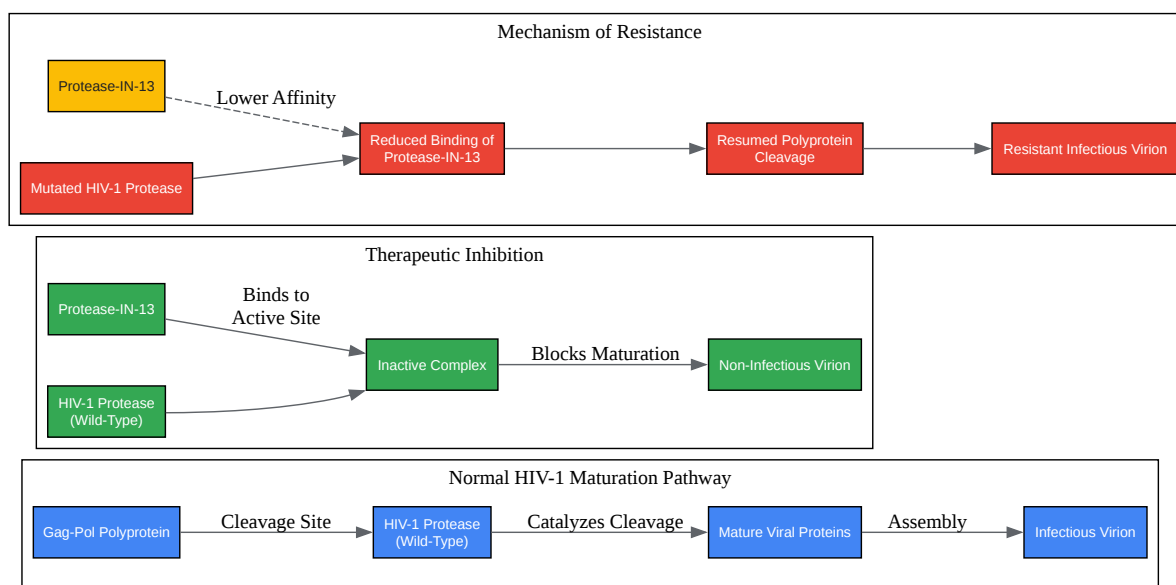 Mechanism of Resistance
Protease-IN-13
Lower Affinity
Mutated HIV-1 Protease
Reduced Binding of
Protease-IN-13
Resumed Polyprotein
Cleavage
Resistant Infectious Virion
Therapeutic Inhibition
Protease-IN-13
Binds to
Active Site
HIV-1 Protease
(Wild-Type)
Inactive Complex
Blocks Maturation
Non-Infectious Virion
Normal HIV-1 Maturation Pathway
Gag-Pol Polyprotein
Cleavage Site
HIV-1 Protease
(Wild-Type)
Catalyzes Cleavage
Mature Viral Proteins
Assembly
Infectious Virion